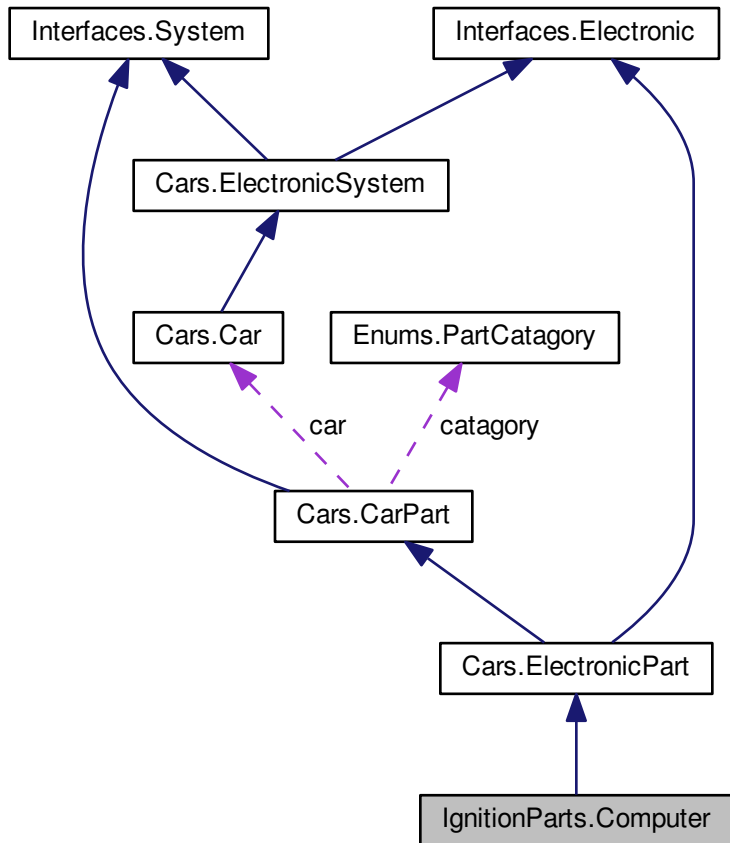 Interfaces.System
Interfaces.Electronic
Cars.ElectronicSystem
Cars.Car
Enums.PartCatagory
car
catagory
Cars.CarPart
Cars.ElectronicPart
IgnitionParts.Computer